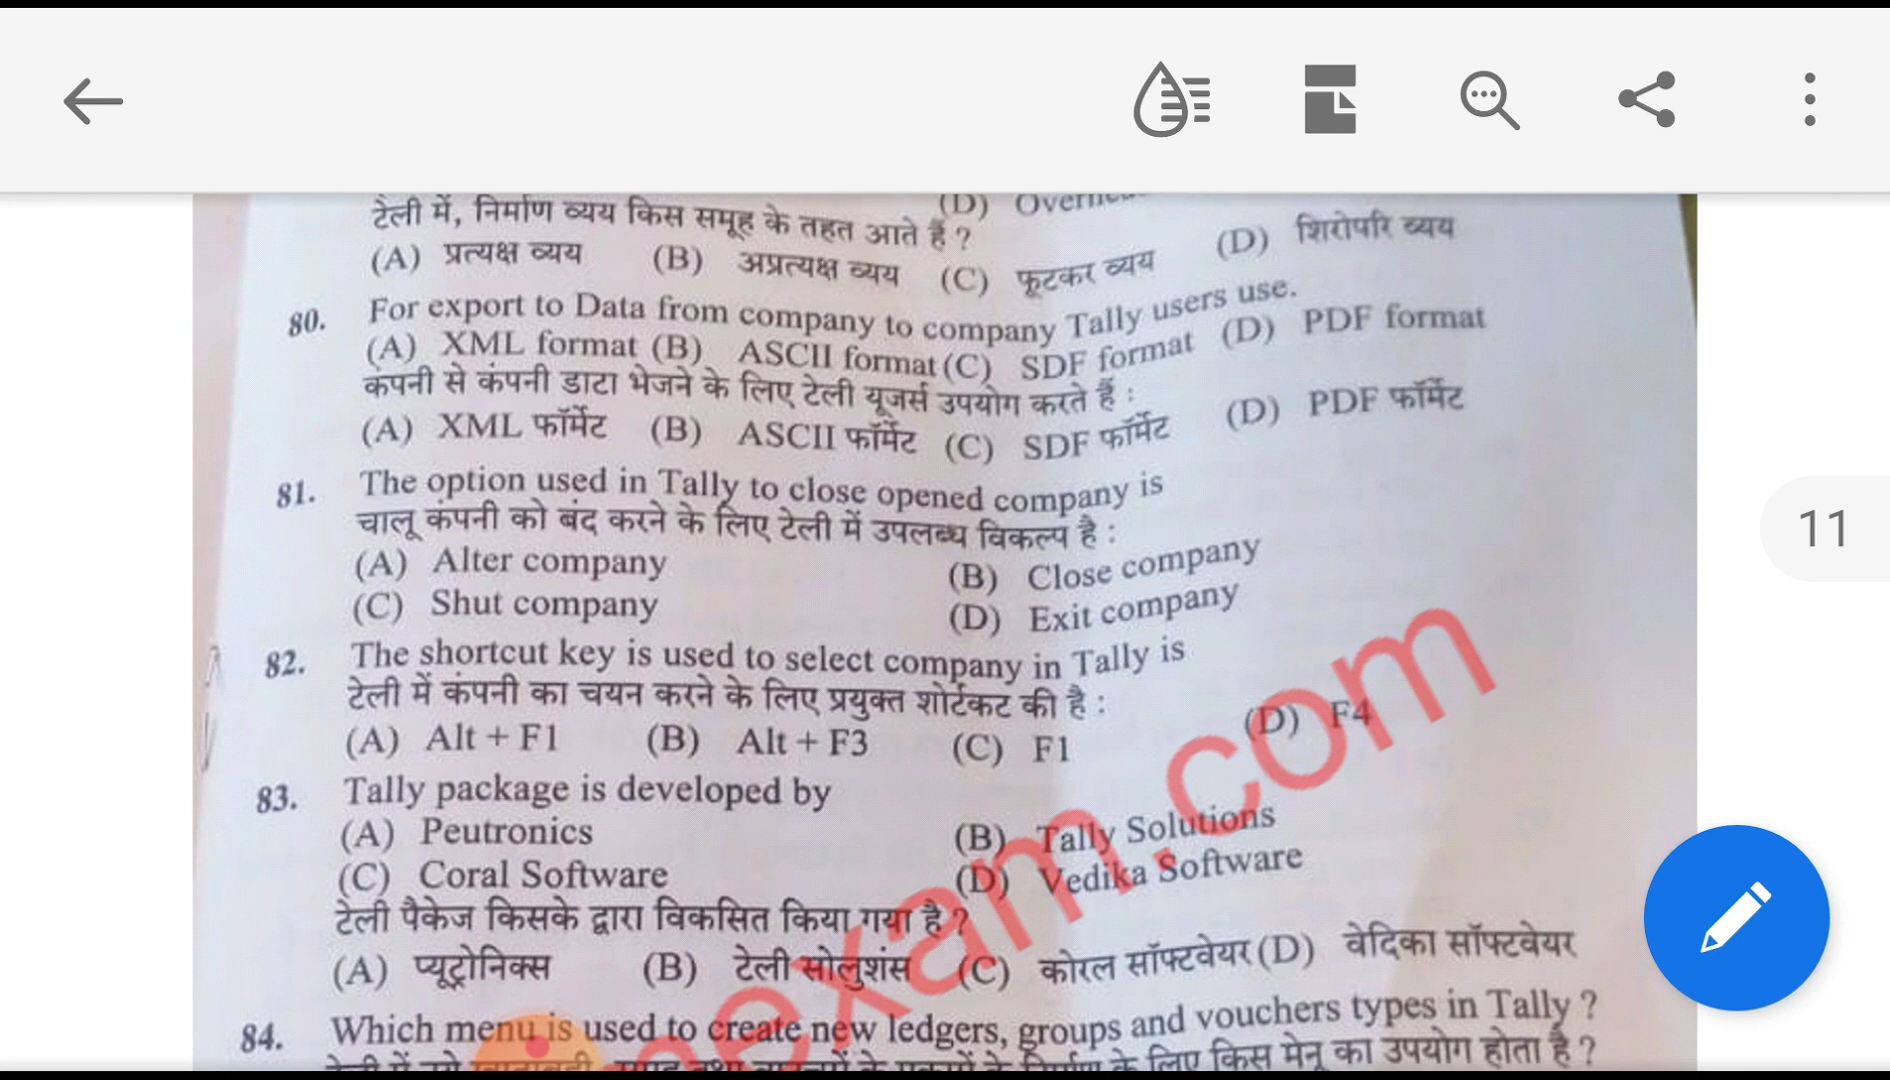 (D)
टेली में, निर्माण व्यय किस समूह के तहत आते हैं ?
(A) प्रत्यक्ष व्यय (B) अप्रत्यक्ष व्यय (C) फूटकर व्यय (D) शिरोपरि व्यय
80. For export to Data from company to company Tally users use.
(A) XML format (B) ASCII format (C) SDF format (D) PDF format
कंपनी से कंपनी डाटा भेजने के लिए टेली यूजर्स उपयोग करते हैं :
(A) XML फॉर्मेट (B) ASCII फॉर्मेट (C) SDF फॉर्मेट (D) PDF फॉर्मेट
81. The option used in Tally to close opened company is
चालू कंपनी को बंद करने के लिए टेली में उपलब्ध विकल्प है :
(A) Alter company (B) Close company
(C) Shut company (D) Exit company
82. The shortcut key is used to select company in Tally is
टेली में कंपनी का चयन करने के लिए प्रयुक्त शोर्टकट की है :
(A) Alt + F1 (B) Alt + F3 (C) F1 (D) F4
83. Tally package is developed by
(A) Peutronics (B) Tally Solutions
(C) Coral Software (D) Vedika Software
टेली पैकेज किसके द्वारा विकसित किया गया है ?
(A) प्यूट्रोनिक्स (B) टेली सोलुशंस (C) कोरल सॉफ्टवेयर (D) वेदिका सॉफ्टवेयर
84. Which menu is used to create new ledgers, groups and vouchers types in Tally ?
के लिए किस मेनू का उपयोग होता है ?
nexam.com
11